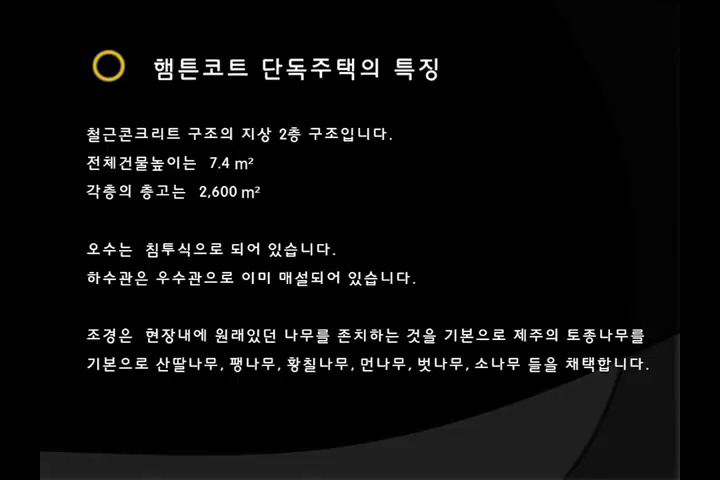 햄튼코트 단독주택의 특징
철근콘크리트 구조의 지상 2층 구조입니다.
전체건물높이는 7.4 m²
각층의 층고는 2,600 m²
오수는 침투식으로 되어 있습니다.
하수관은 우수관으로 이미 매설되어 있습니다.
조경은 현장내에 원래있던 나무를 존치하는 것을 기본으로 제주의 토종나무를
기본으로 산딸나무, 팽나무, 황칠나무, 먼나무, 벗나무, 소나무 들을 채택합니다.